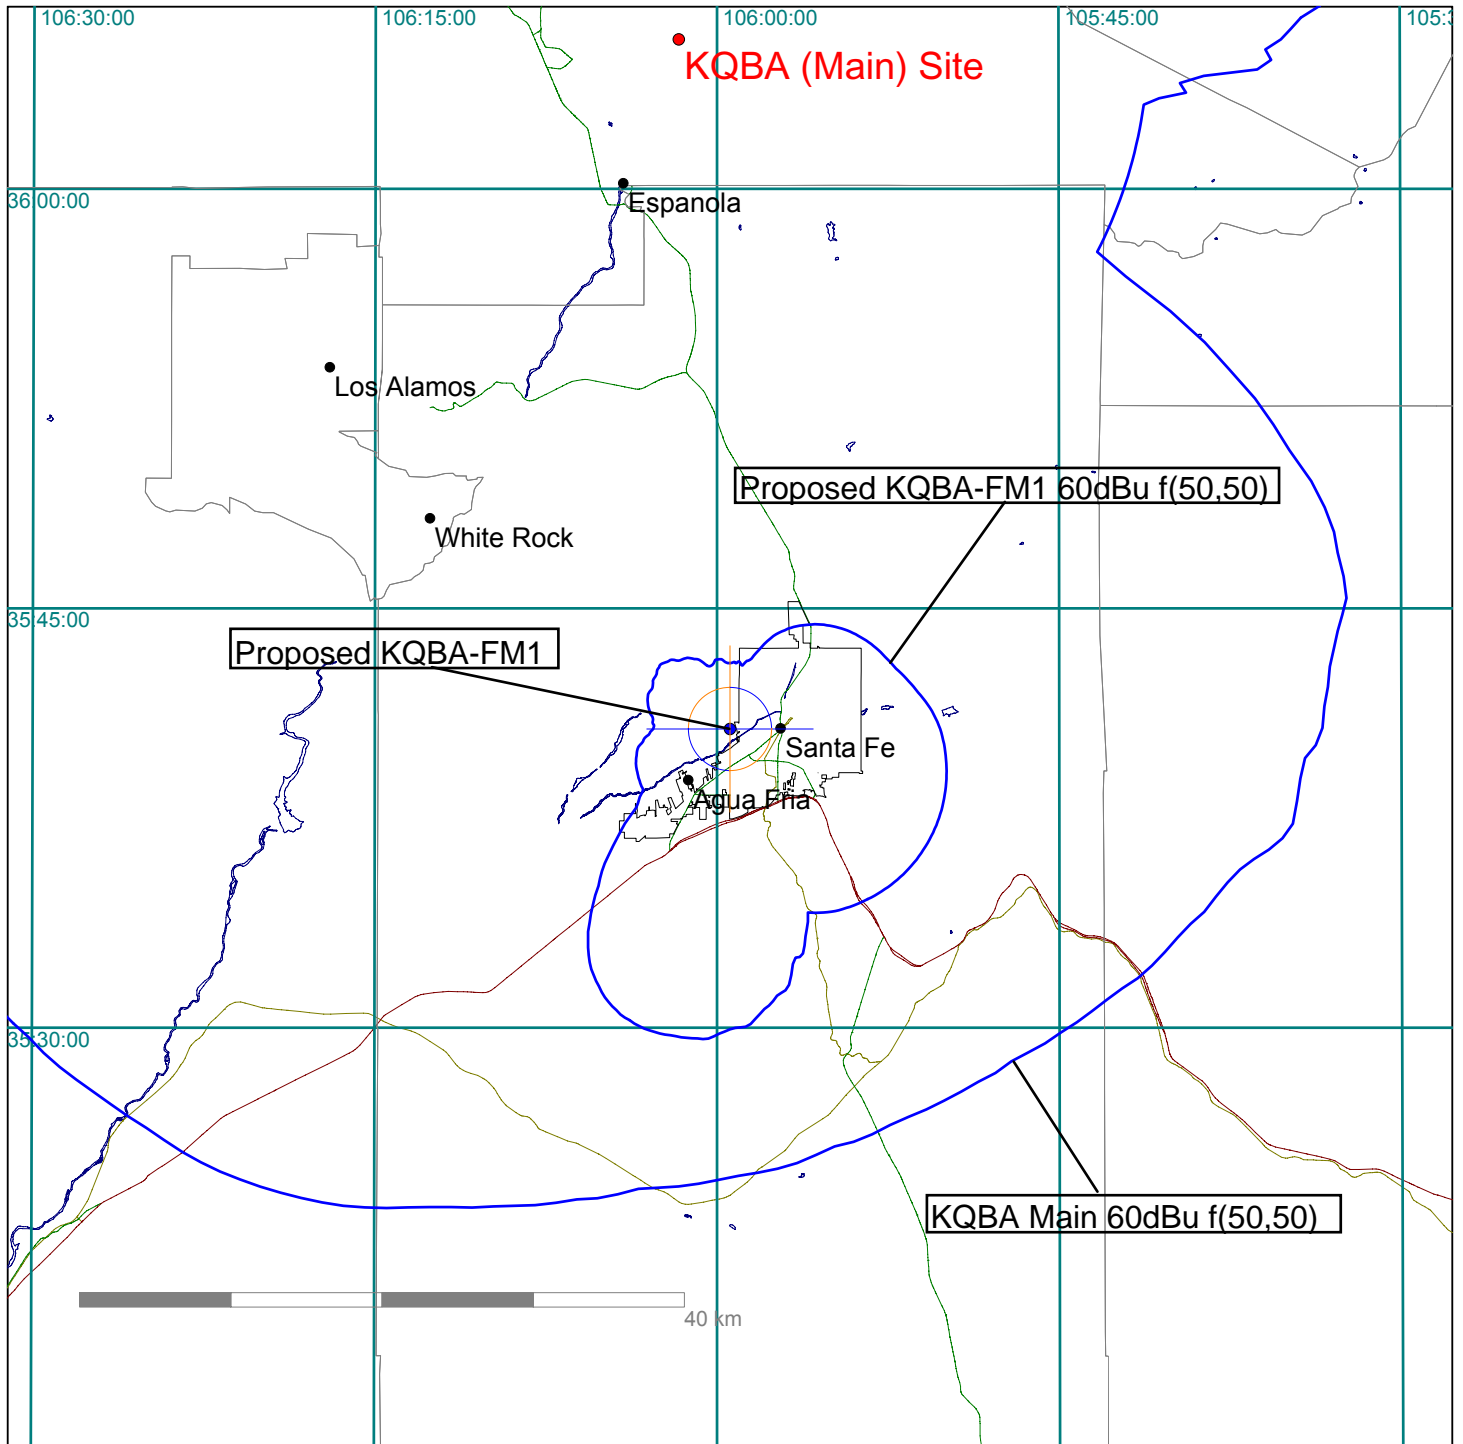 106:30:00
106:15:00
106:00:00
105:45:00
KQBA (Main) Site
36:00:00
Espanola
Los Alamos
Proposed KQBA-FM1 60dBu f(50,50)
White Rock
35:45:00
Proposed KQBA-FM1
Santa Fe
Agua Fria
35:30:00
KQBA Main 60dBu f(50,50)
40 km